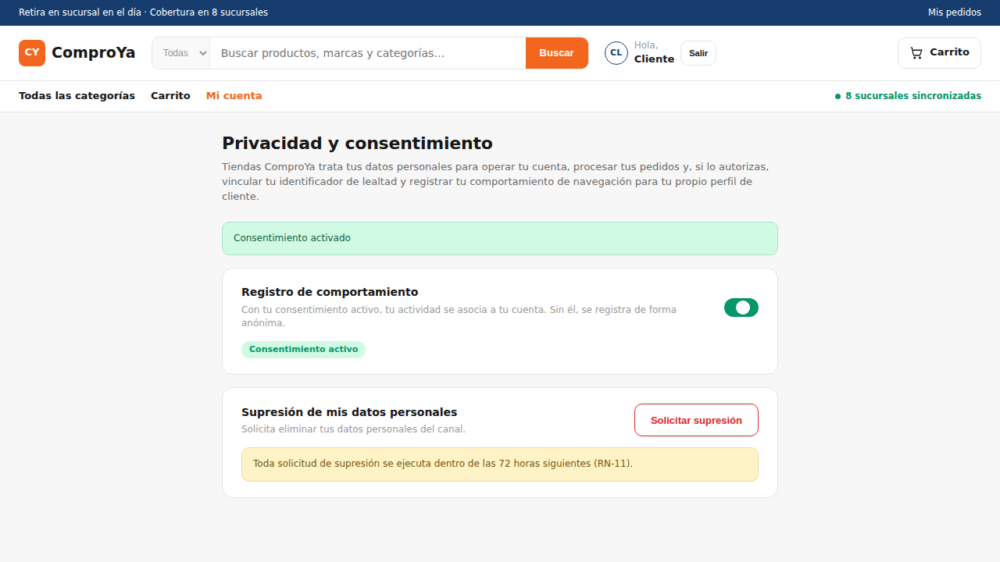 Retira en sucursal en el día · Cobertura en 8 sucursales
Mis pedidos
CY
ComproYa
Todas
Buscar productos, marcas y categorías…
Buscar
CL
Hola,
Cliente
Salir
Carrito
Todas las categorías
Carrito
Mi cuenta
8 sucursales sincronizadas
Privacidad y consentimiento
Tiendas ComproYa trata tus datos personales para operar tu cuenta, procesar tus pedidos y, si lo autorizas,
vincular tu identificador de lealtad y registrar tu comportamiento de navegación para tu propio perfil de
cliente.
Consentimiento activado
Registro de comportamiento
Con tu consentimiento activo, tu actividad se asocia a tu cuenta. Sin él, se registra de forma
anónima.
Consentimiento activo
Supresión de mis datos personales
Solicita eliminar tus datos personales del canal.
Solicitar supresión
Toda solicitud de supresión se ejecuta dentro de las 72 horas siguientes (RN-11).